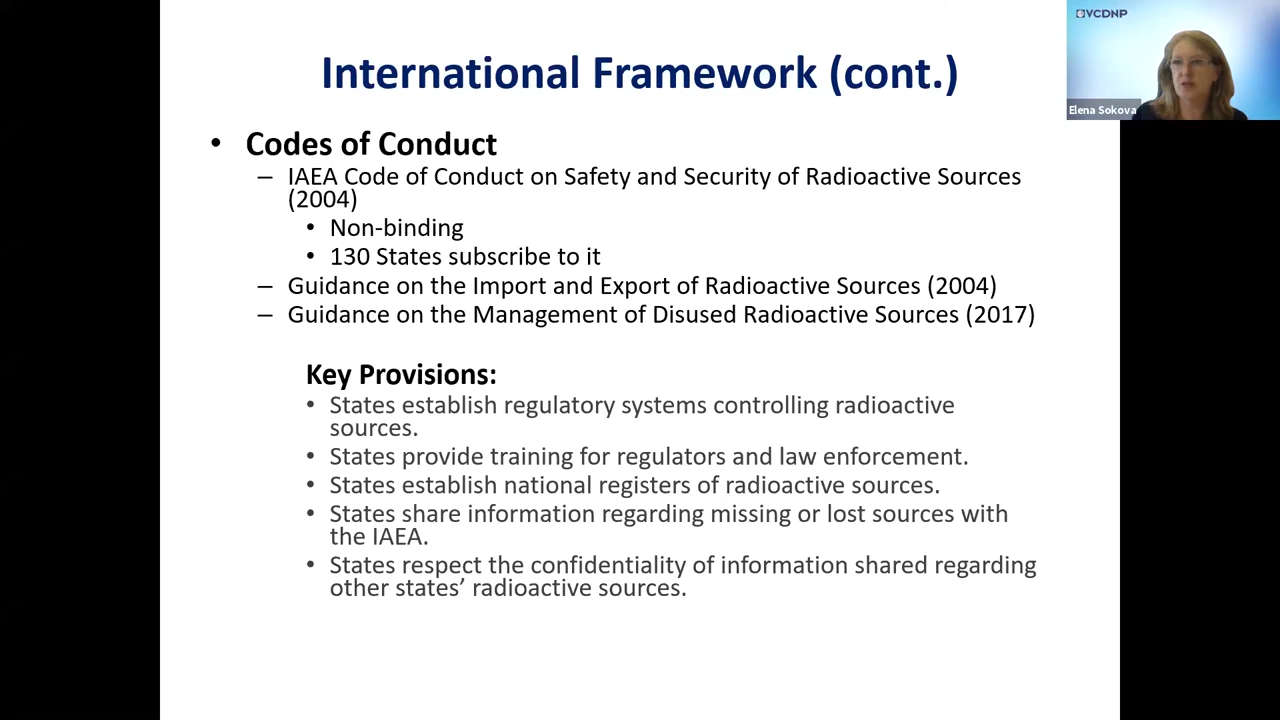 VCDNP
International Framework (cont.)
Elena Sokova
• Codes of Conduct
– IAEA Code of Conduct on Safety and Security of Radioactive Sources
(2004)
• Non-binding
• 130 States subscribe to it
– Guidance on the Import and Export of Radioactive Sources (2004)
– Guidance on the Management of Disused Radioactive Sources (2017)
Key Provisions:
• States establish regulatory systems controlling radioactive
sources.
• States provide training for regulators and law enforcement.
• States establish national registers of radioactive sources.
• States share information regarding missing or lost sources with
the IAEA.
• States respect the confidentiality of information shared regarding
other states’ radioactive sources.